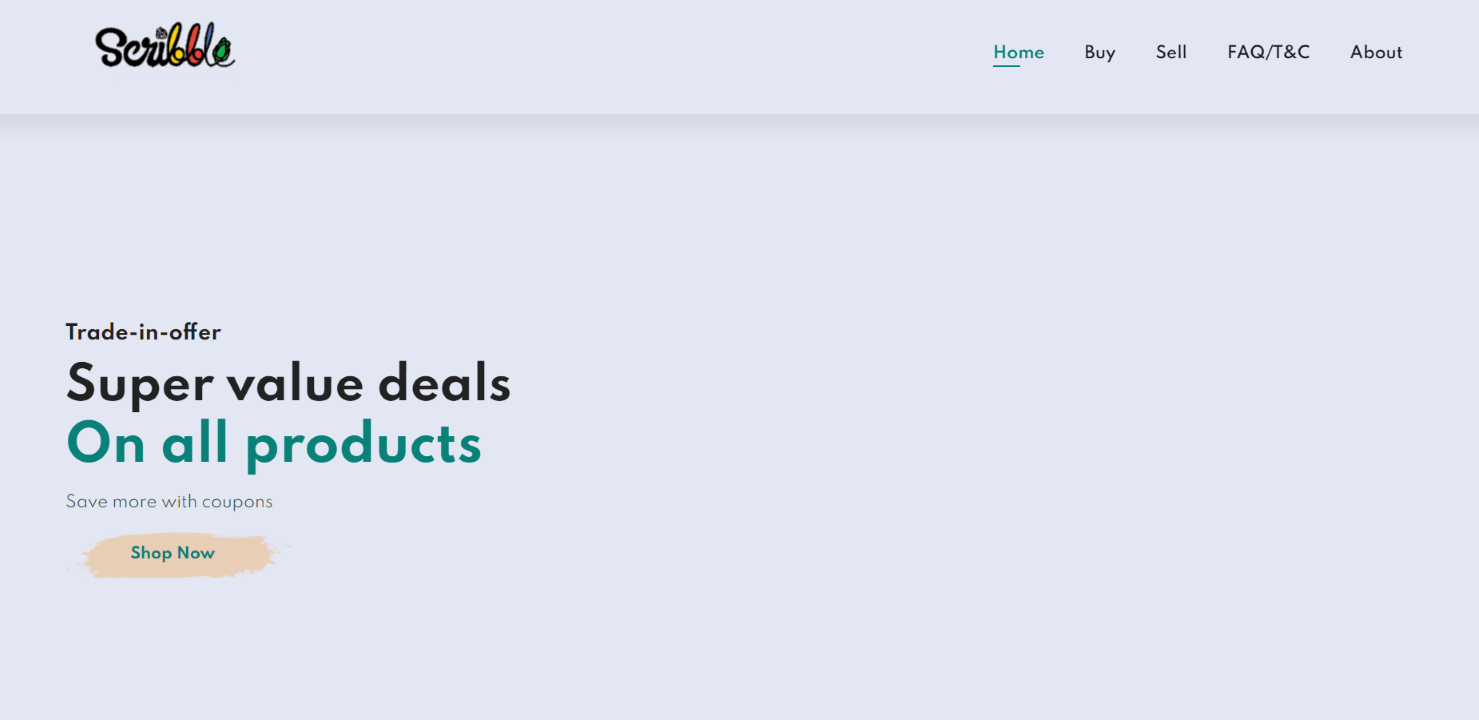 Scribble
Home Buy Sell FAQ/T&C About
Trade-in-offer
Super value deals
On all products
Save more with coupons
Shop Now